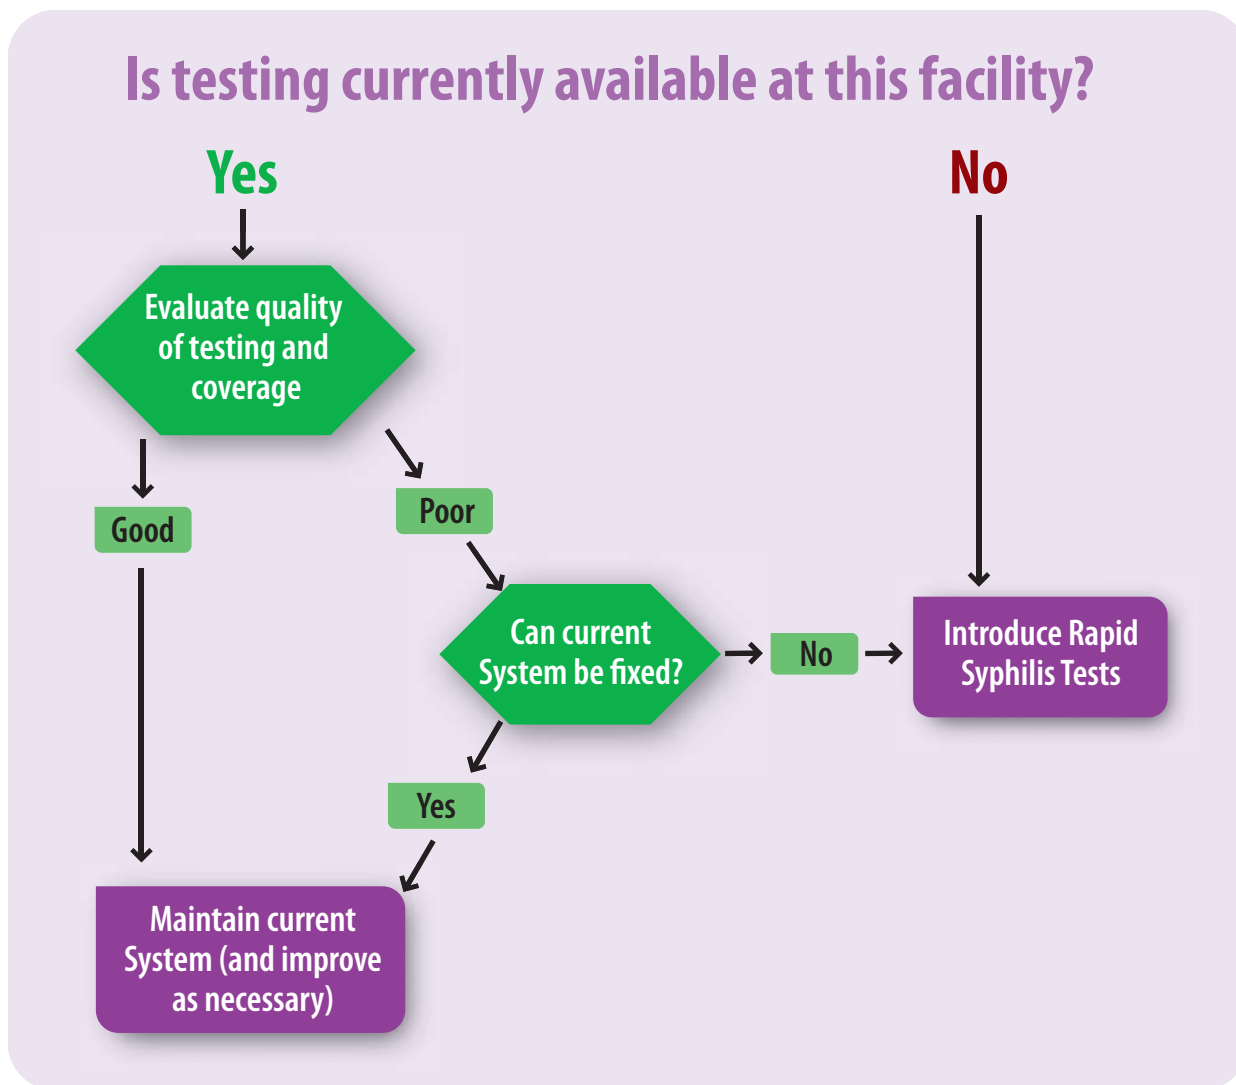 Is testing currently available at this facility?
Yes
No
Evaluate quality
of testing and
coverage
Good
Poor
Can current
System be fixed?
No
Introduce Rapid
Syphilis Tests
Yes
Maintain current
System (and improve
as necessary)